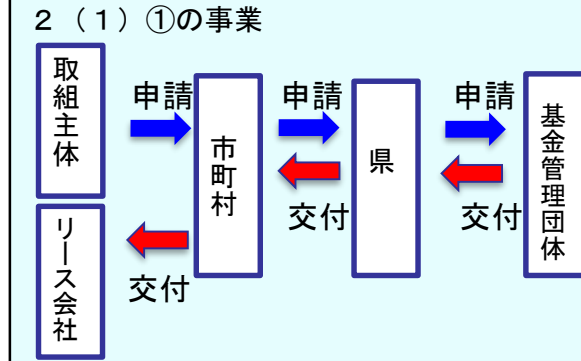 ２（１）①の事業
取組主体
申請
市町村
申請
県
申請
基金管理団体
リース会社
交付
交付
交付